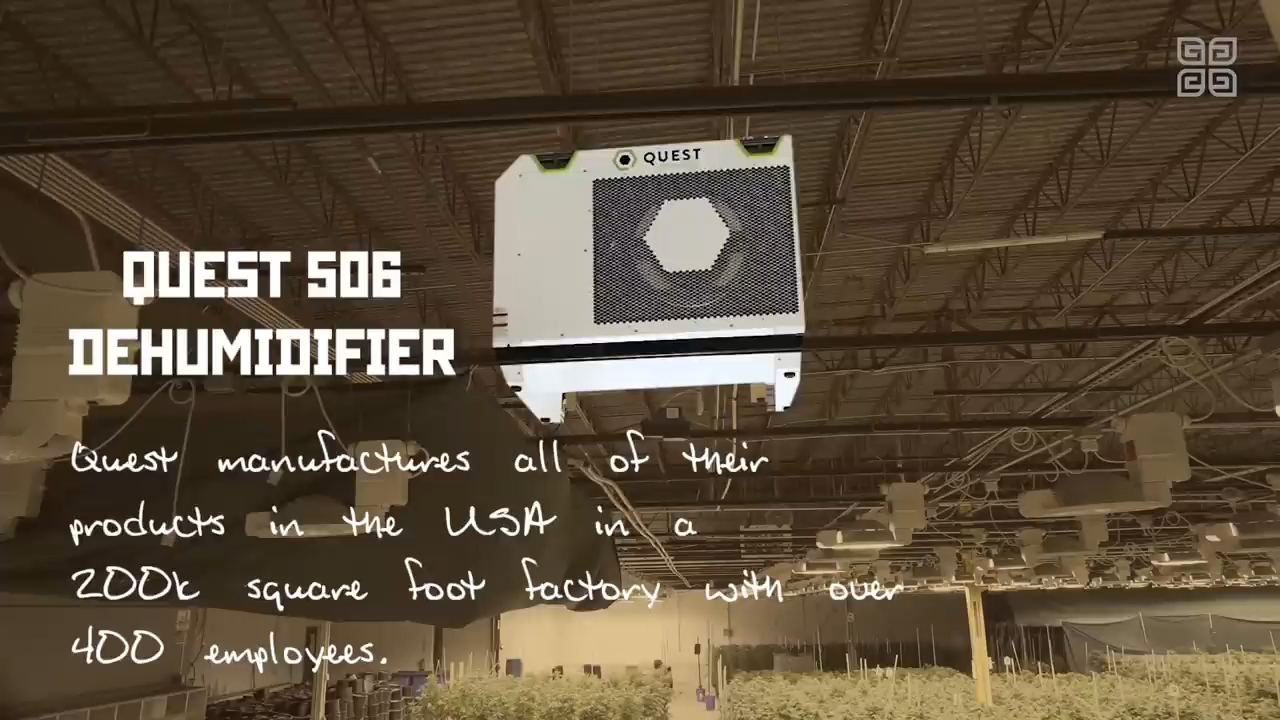 QUEST
QUEST 506
DEHUMIDIFIER
Quest manufactures all of their
products in the USA in a
200k square foot factory with over
400 employees.